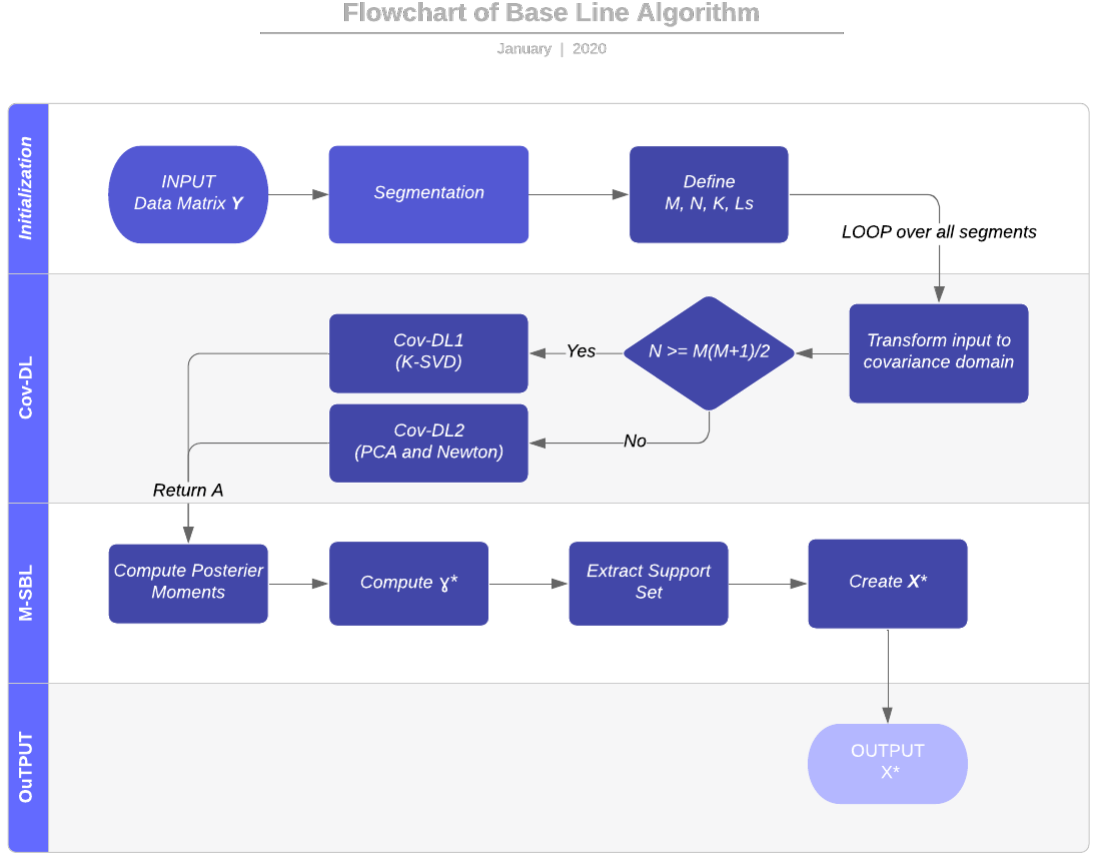 Flowchart of Base Line Algorithm
January | 2020
Initialization
INPUT
Data Matrix Y
Segmentation
Define
M, N, K, Ls
LOOP over all segments
Cov-DL
Transform input to
covariance domain
N >= M(M+1)/2
Yes
Cov-DL1
(K-SVD)
No
Cov-DL2
(PCA and Newton)
Return A
M-SBL
Compute Posterier
Moments
Compute ɣ*
Extract Support
Set
Create X*
OuTPUT
OUTPUT
X*